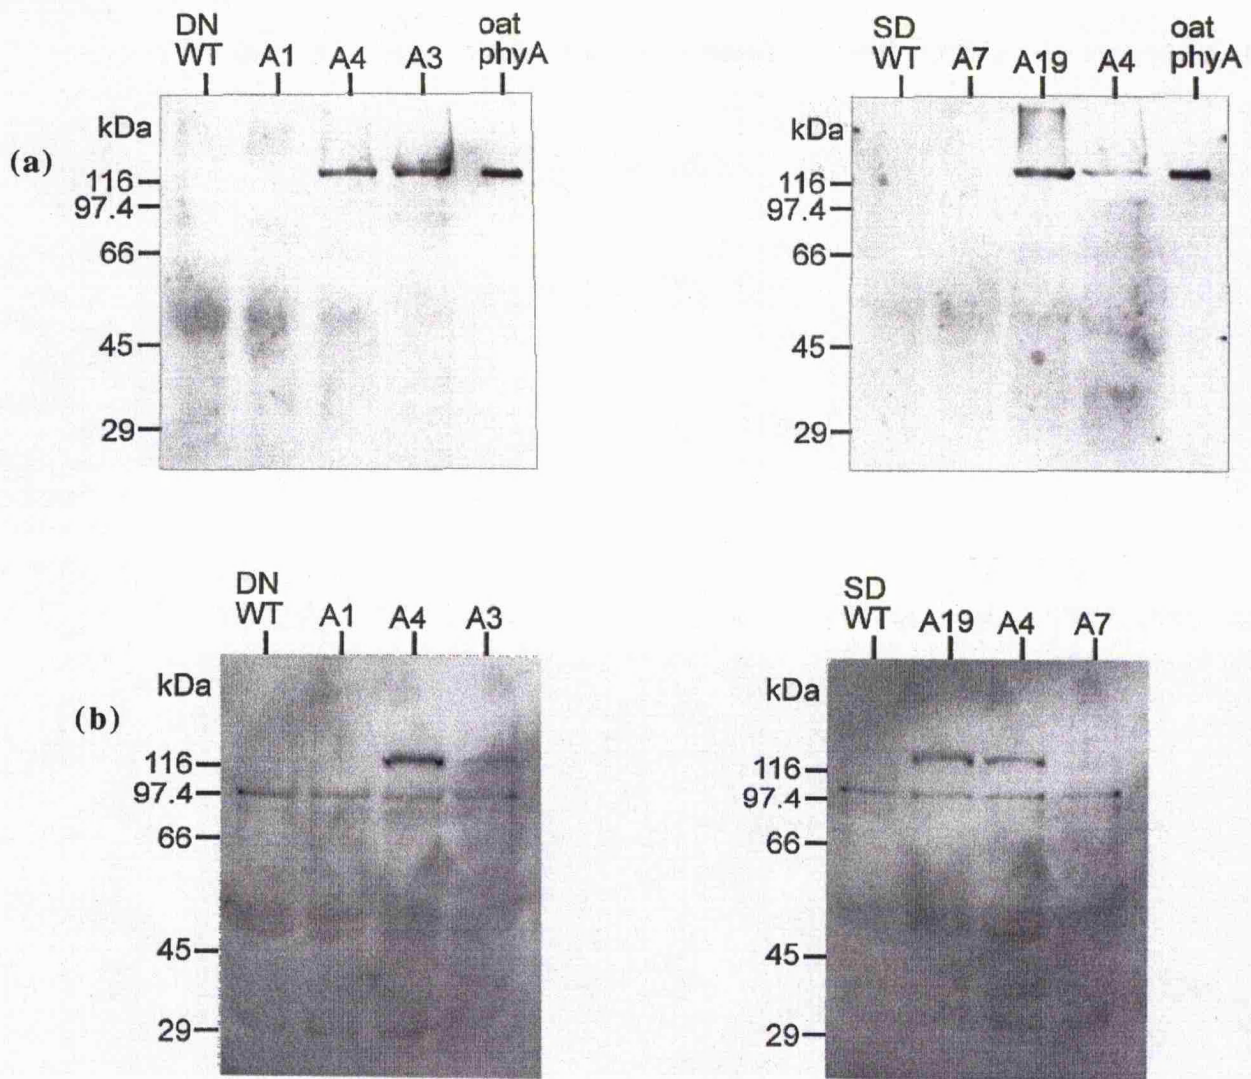 DN
WT A1 A4 A3 oat
phyA
kDa
(a)
116
97.4
66
45
29
SD
WT A7 A19 A4 oat
phyA
kDa
116
97.4
66
45
29
DN
WT A1 A4 A3
kDa
(b)
116
97.4
66
45
29
SD
WT A19 A4 A7
kDa
116
97.4
66
45
29